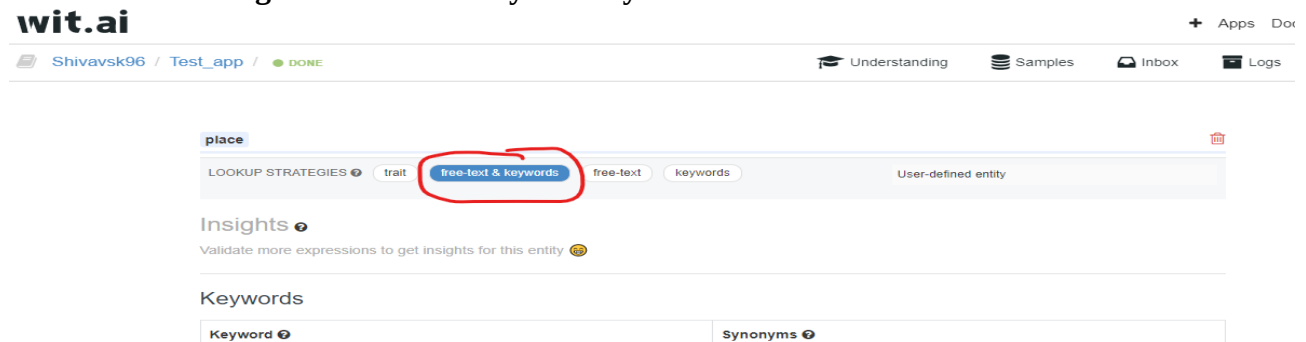 wit.ai
+ Apps
Shivavsk96 / Test_app / DONE
Understanding Samples Inbox Logs
place
LOOKUP STRATEGIES trait free-text & keywords free-text keywords User-defined entity
Insights
Validate more expressions to get insights for this entity
Keywords
Keyword Synonyms